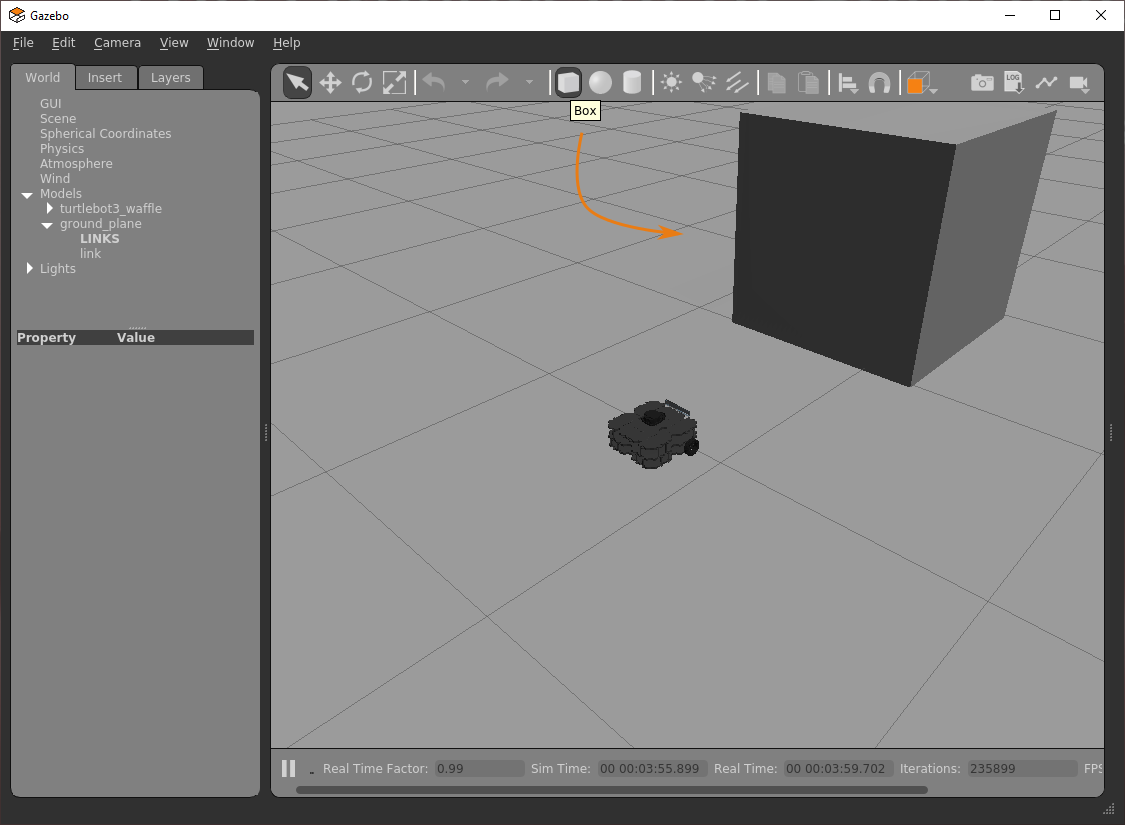 Gazebo
File Edit Camera View Window Help
World Insert Layers
LOG
Box
GUI
Scene
Spherical Coordinates
Physics
Atmosphere
Wind
Models
turtlebot3_waffle
ground_plane
LINKS
link
Lights
Property Value
Real Time Factor: 0.99 Sim Time: 00 00:03:55.899 Real Time: 00 00:03:59.702 Iterations: 235899 FPS